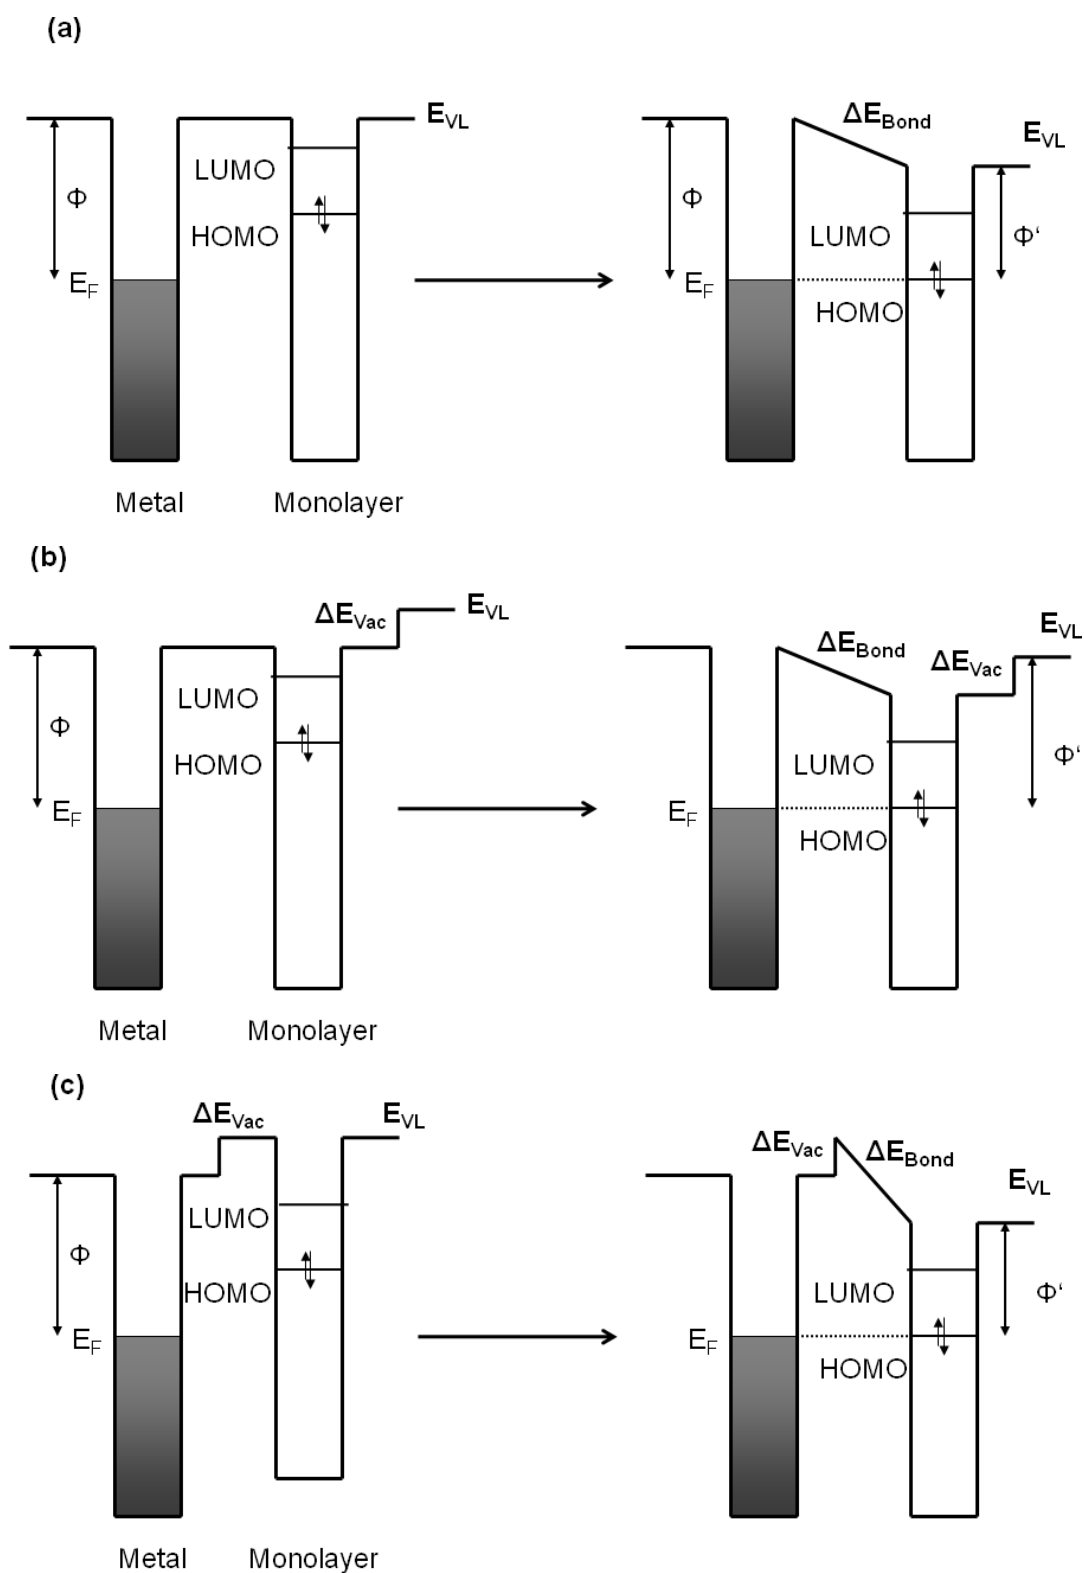 (a)
ΔE_Bond
E_VL
E_VL
LUMO
Φ
Φ
HOMO
LUMO
Φ‘
E_F
E_F
HOMO
Metal
Monolayer
(b)
ΔE_Vac
E_VL
E_VL
ΔE_Bond
ΔE_Vac
LUMO
Φ
HOMO
LUMO
Φ‘
E_F
E_F
HOMO
Metal
Monolayer
(c)
ΔE_Vac
E_VL
ΔE_Vac
ΔE_Bond
E_VL
LUMO
Φ
HOMO
LUMO
Φ‘
E_F
E_F
HOMO
Metal
Monolayer